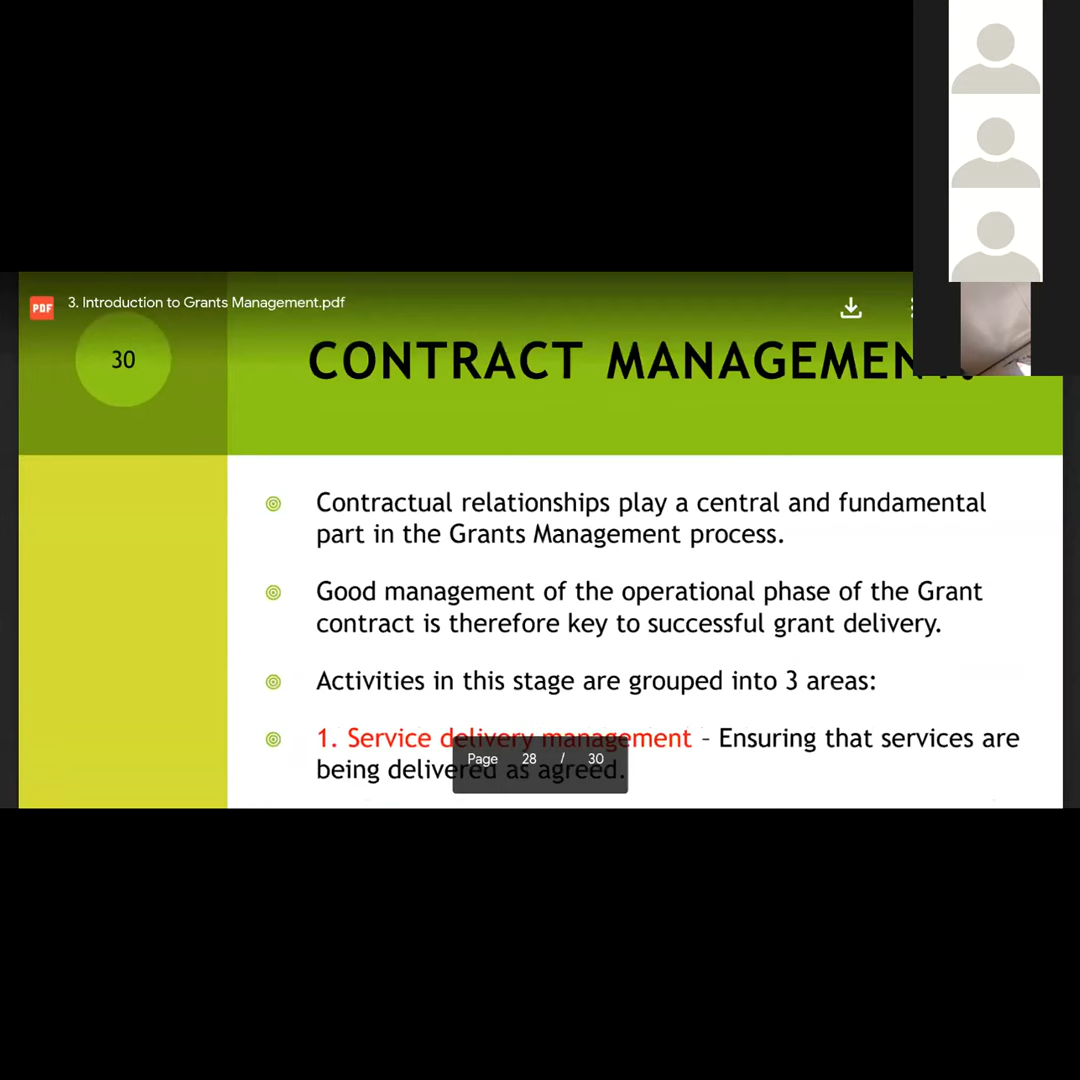 PDF
3. Introduction to Grants Management.pdf
30
CONTRACT MANAGEMENT.
Contractual relationships play a central and fundamental
part in the Grants Management process.
Good management of the operational phase of the Grant
contract is therefore key to successful grant delivery.
Activities in this stage are grouped into 3 areas:
1. Service delivery management – Ensuring that services are
being delivered as agreed.
Page 28 / 30